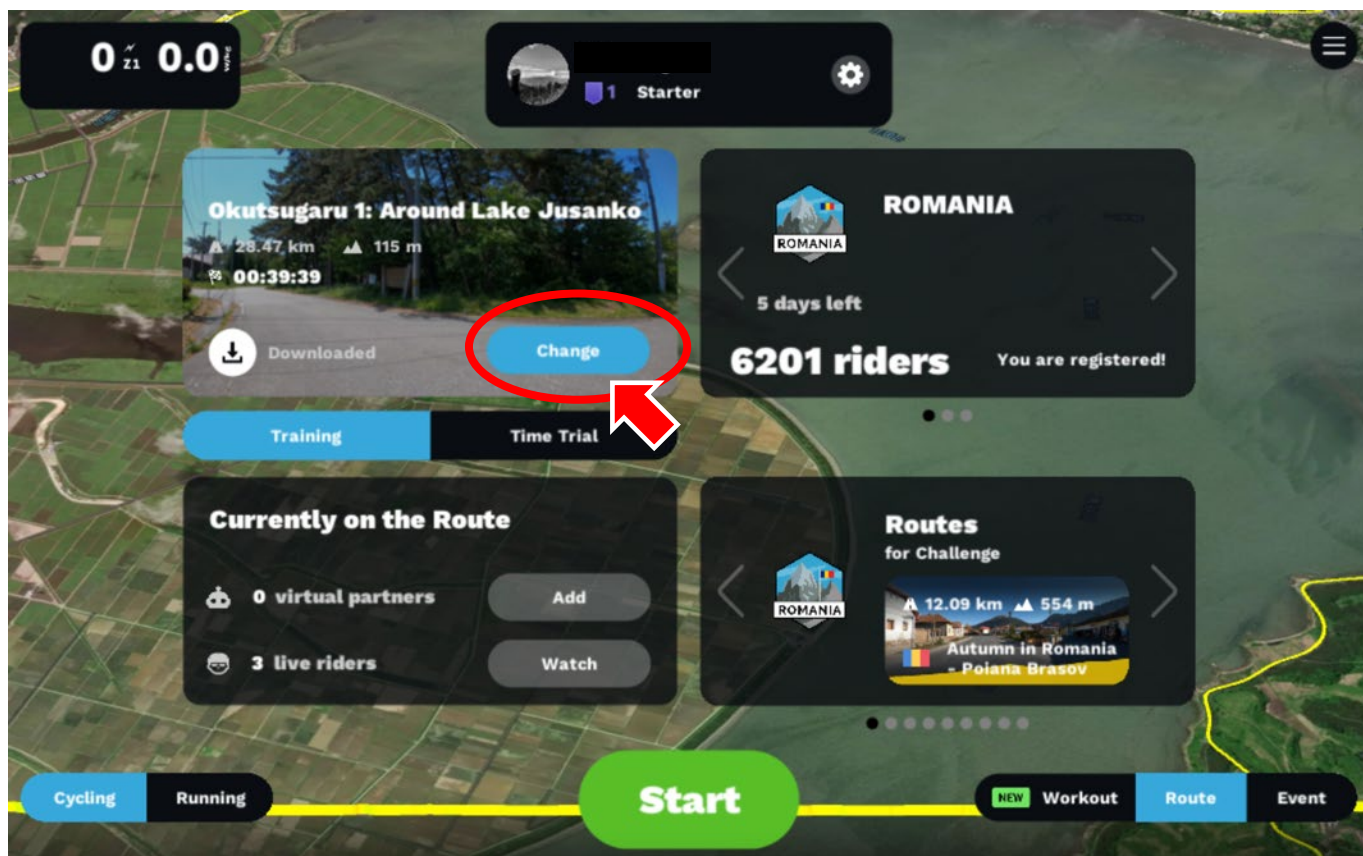 0 Z1 0.0 w/kg
1 Starter
Okutsugaru 1: Around Lake Jusanko
28.47 km 115 m
00:39:39
Downloaded
Change
Training
Time Trial
ROMANIA
ROMANIA
5 days left
6201 riders
You are registered!
Currently on the Route
0 virtual partners
Add
3 live riders
Watch
Routes
for Challenge
ROMANIA
12.09 km 554 m
Autumn in Romania
- Poiana Brasov
Cycling
Running
Start
NEW Workout
Route
Event